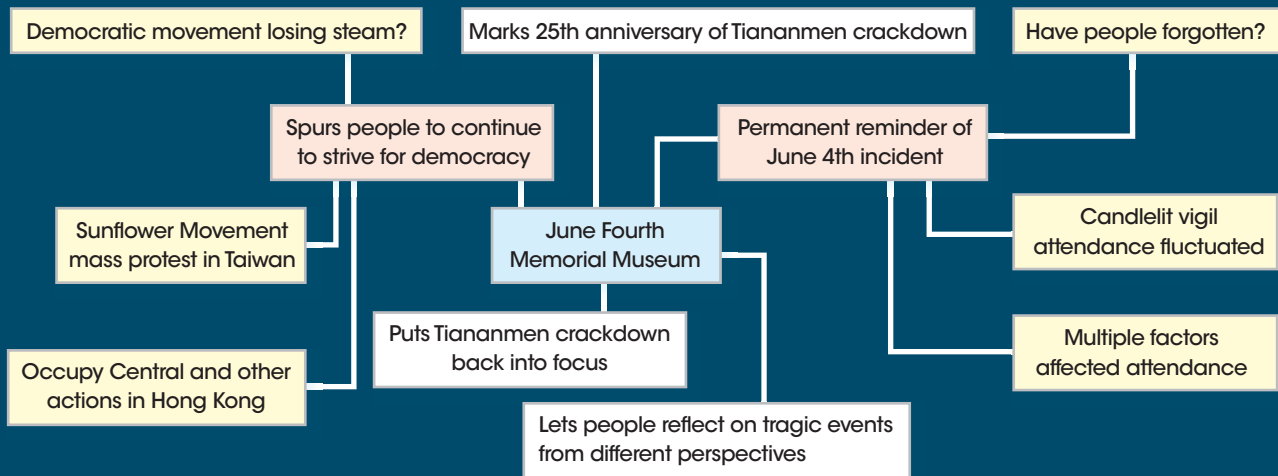 Democratic movement losing steam?
Marks 25th anniversary of Tiananmen crackdown
Have people forgotten?
Spurs people to continue
to strive for democracy
Permanent reminder of
June 4th incident
Sunflower Movement
mass protest in Taiwan
June Fourth
Memorial Museum
Candlelit vigil
attendance fluctuated
Puts Tiananmen crackdown
back into focus
Multiple factors
affected attendance
Occupy Central and other
actions in Hong Kong
Lets people reflect on tragic events
from different perspectives